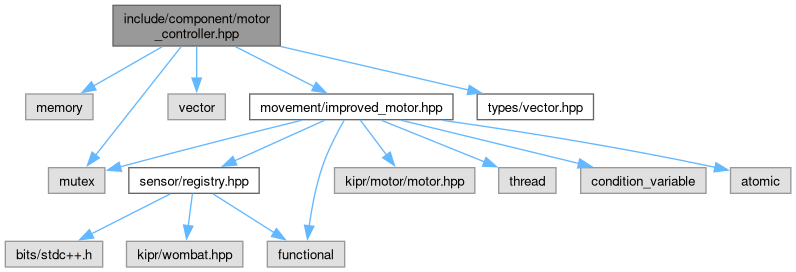 include/component/motor
_controller.hpp
memory
vector
movement/improved_motor.hpp
types/vector.hpp
mutex
sensor/registry.hpp
kipr/motor/motor.hpp
thread
condition_variable
atomic
bits/stdc++.h
kipr/wombat.hpp
functional